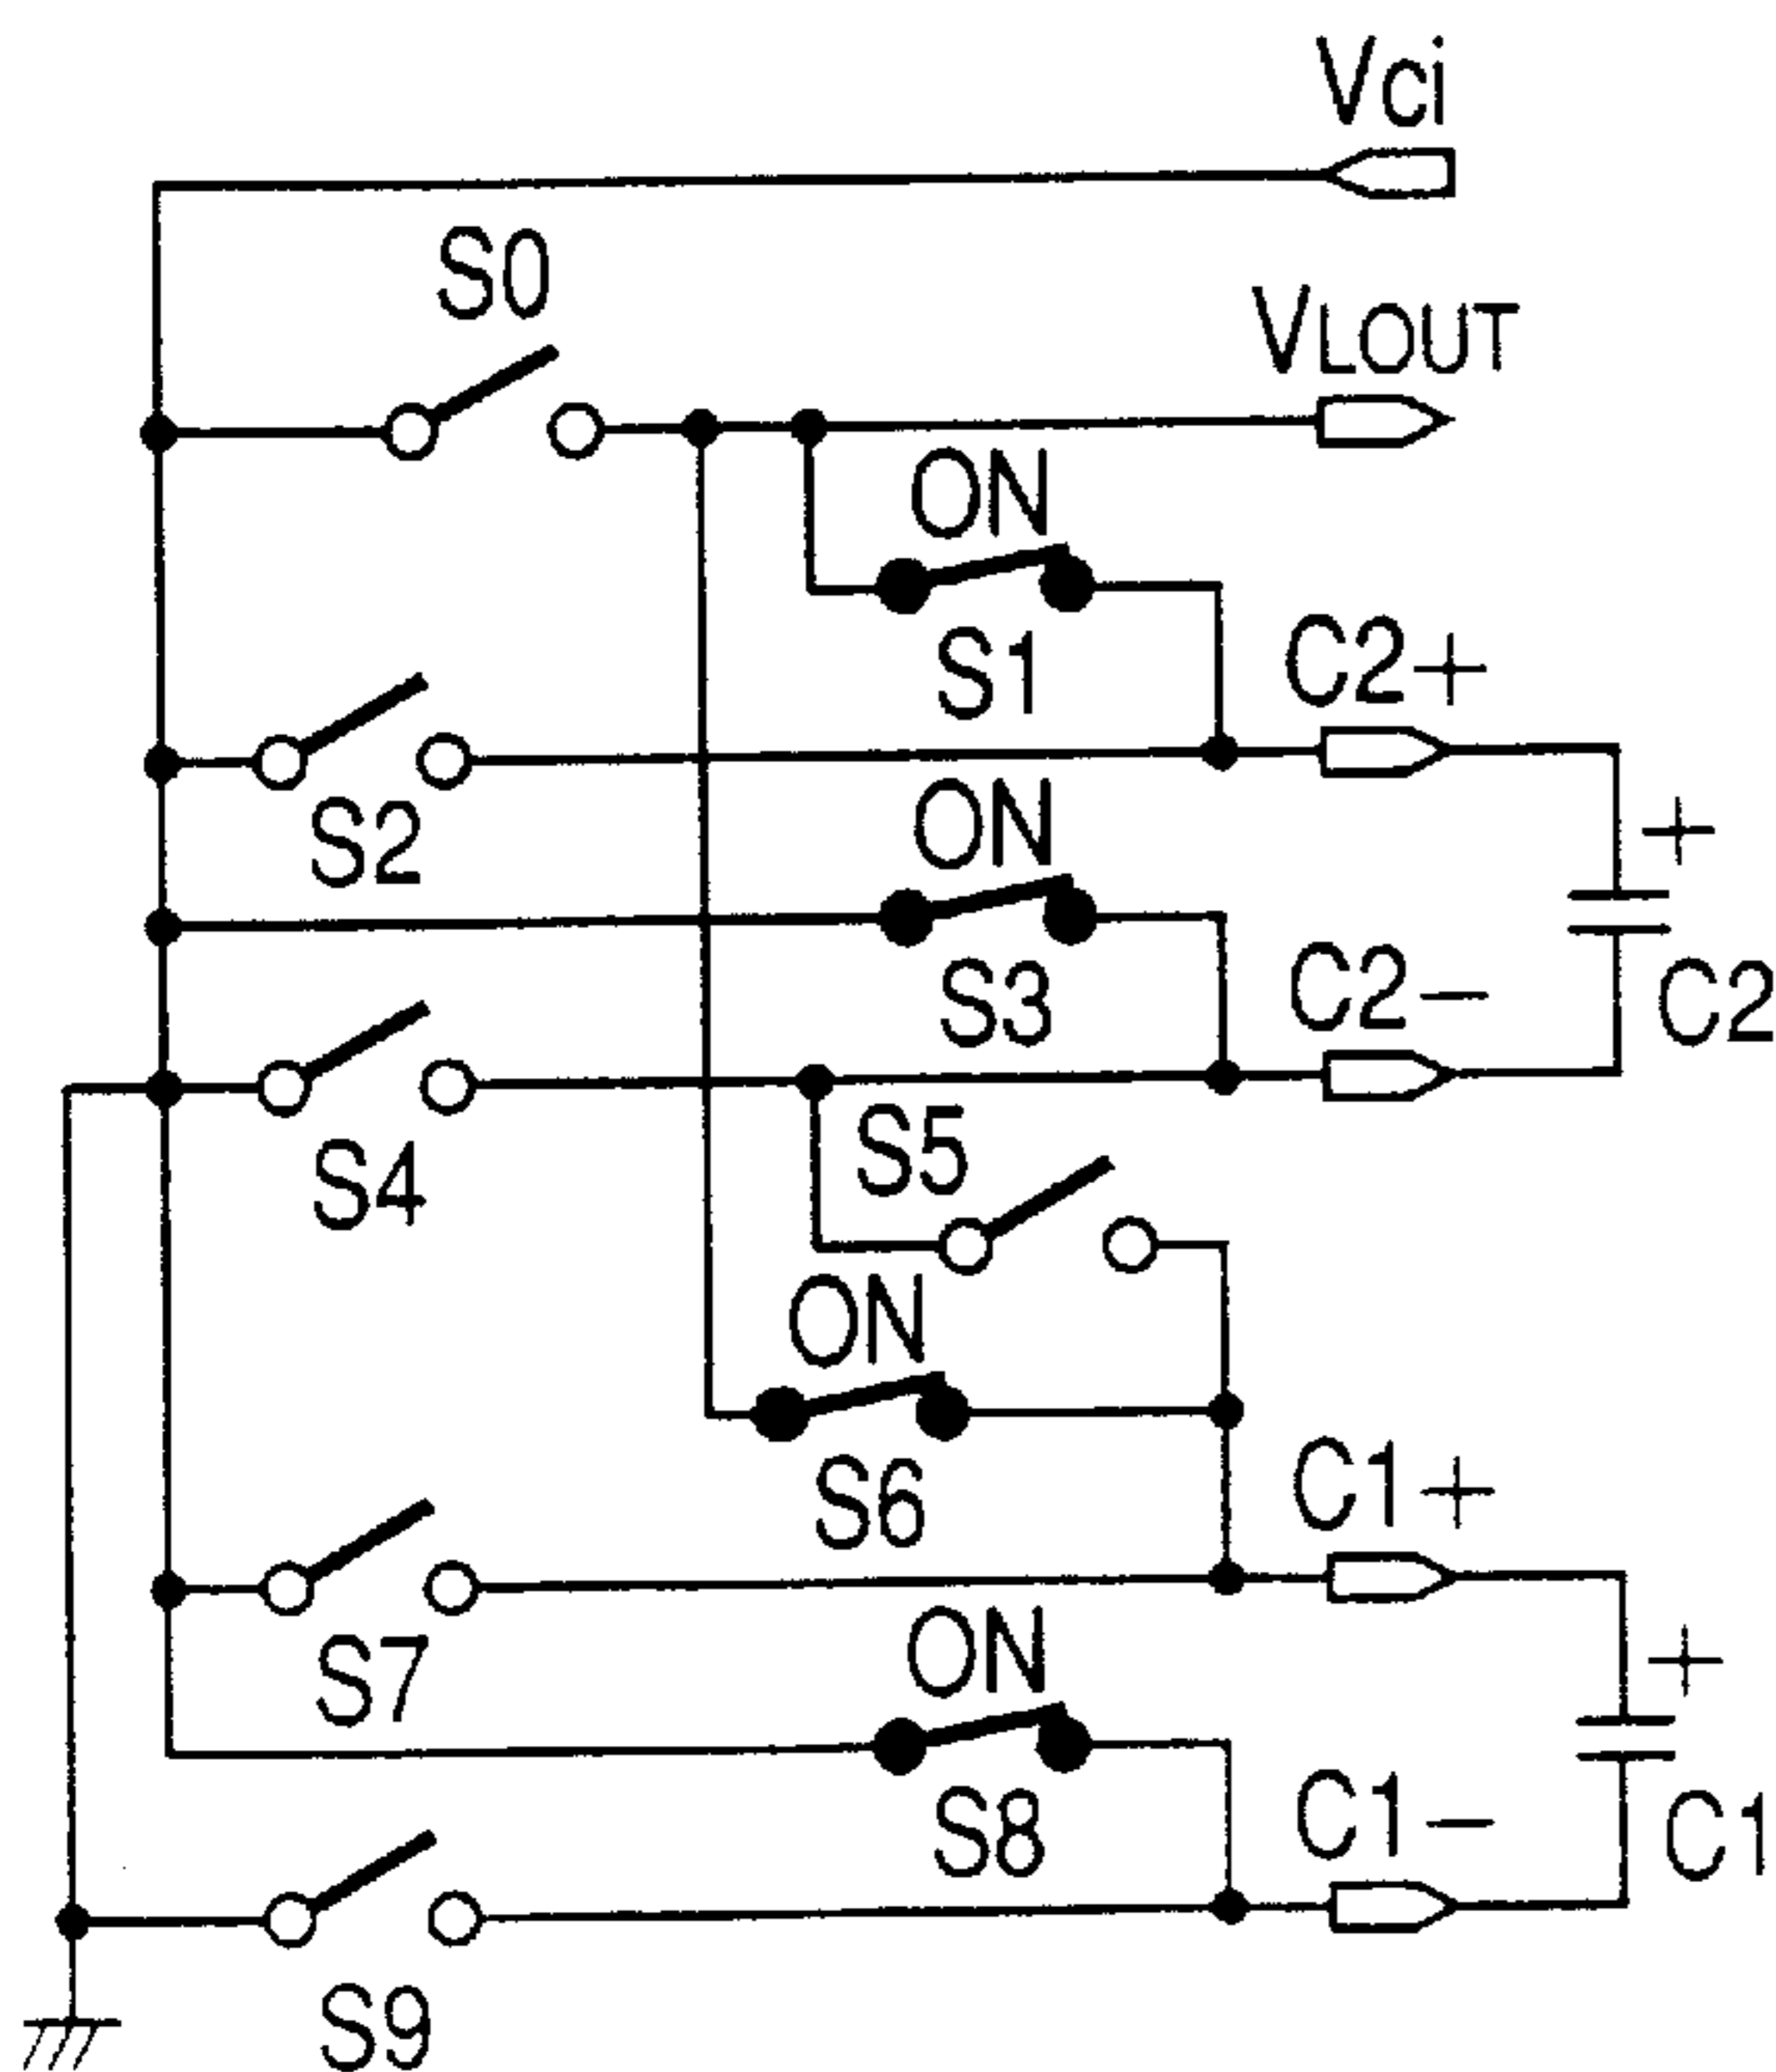 Vci
S0
VLOUT
ON
S1
C2+
S2
ON
+
S3
C2-
C2
S4
S5
ON
S6
C1+
S7
ON
+
S8
C1-
C1
S9